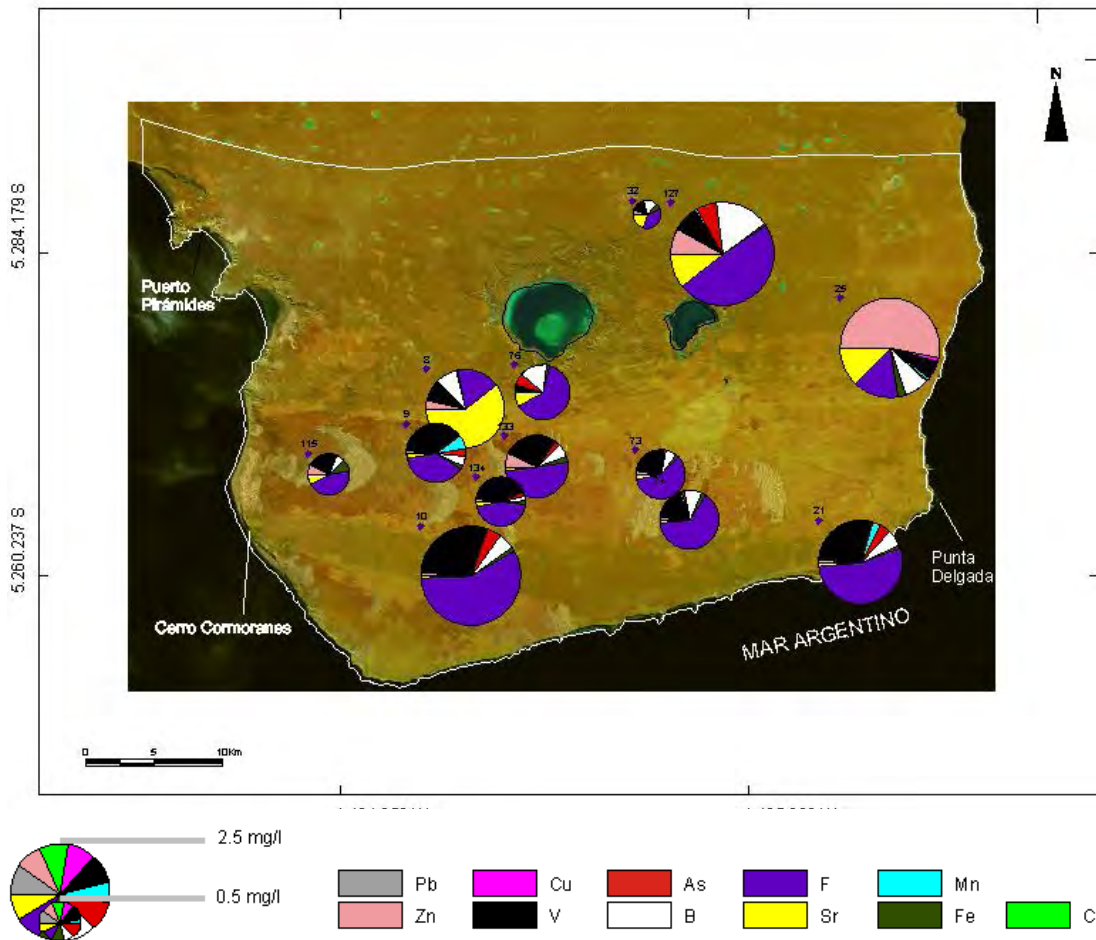 N
5.284.179 S
5.260.237 S
Puerto
Pirámides
32
127
25
8
76
9
33
115
134
73
10
21
Punta
Delgada
Cerro Cormoranes
MAR ARGENTINO
0 5 10Km
2.5 mg/l
0.5 mg/l
Pb Cu As F Mn
Zn V B Sr Fe C